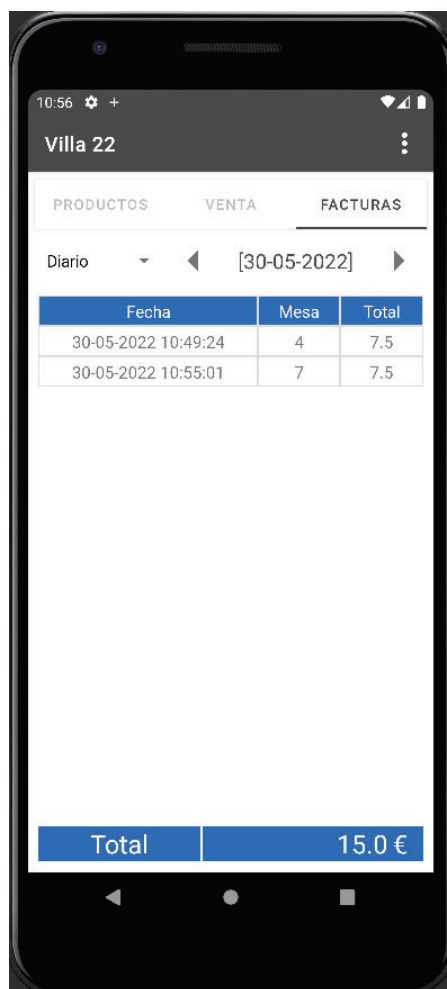 10:56
Villa 22
PRODUCTOS VENTA FACTURAS
Diario [30-05-2022]
Fecha Mesa Total
30-05-2022 10:49:24 4 7.5
30-05-2022 10:55:01 7 7.5
Total 15.0 €